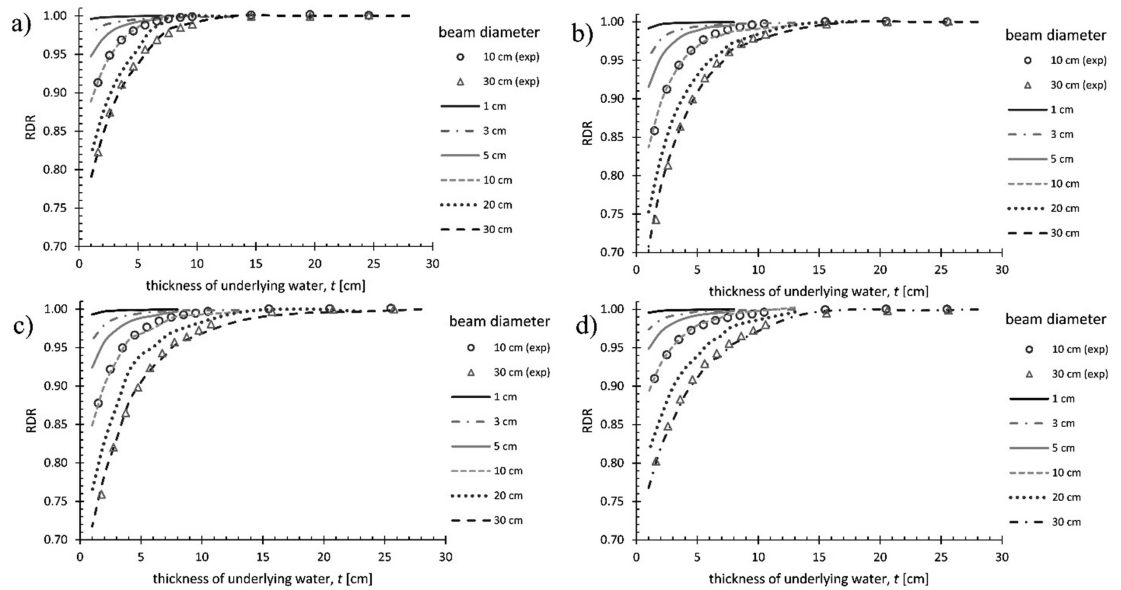 a)
1.00
0.95
0.90
0.85
0.80
0.75
0.70
RDR
0 5 10 15 20 25 30
thickness of underlying water, t [cm]
beam diameter
10 cm (exp)
30 cm (exp)
1 cm
3 cm
5 cm
10 cm
20 cm
30 cm
b)
1.00
0.95
0.90
0.85
0.80
0.75
0.70
RDR
0 5 10 15 20 25 30
thickness of underlying water, t [cm]
beam diameter
10 cm (exp)
30 cm (exp)
1 cm
3 cm
5 cm
10 cm
20 cm
30 cm
c)
1.00
0.95
0.90
0.85
0.80
0.75
0.70
RDR
0 5 10 15 20 25 30
thickness of underlying water, t [cm]
beam diameter
10 cm (exp)
30 cm (exp)
1 cm
3 cm
5 cm
10 cm
20 cm
30 cm
d)
1.00
0.95
0.90
0.85
0.80
0.75
0.70
RDR
0 5 10 15 20 25 30
thickness of underlying water, t [cm]
beam diameter
10 cm (exp)
30 cm (exp)
1 cm
3 cm
5 cm
10 cm
20 cm
30 cm